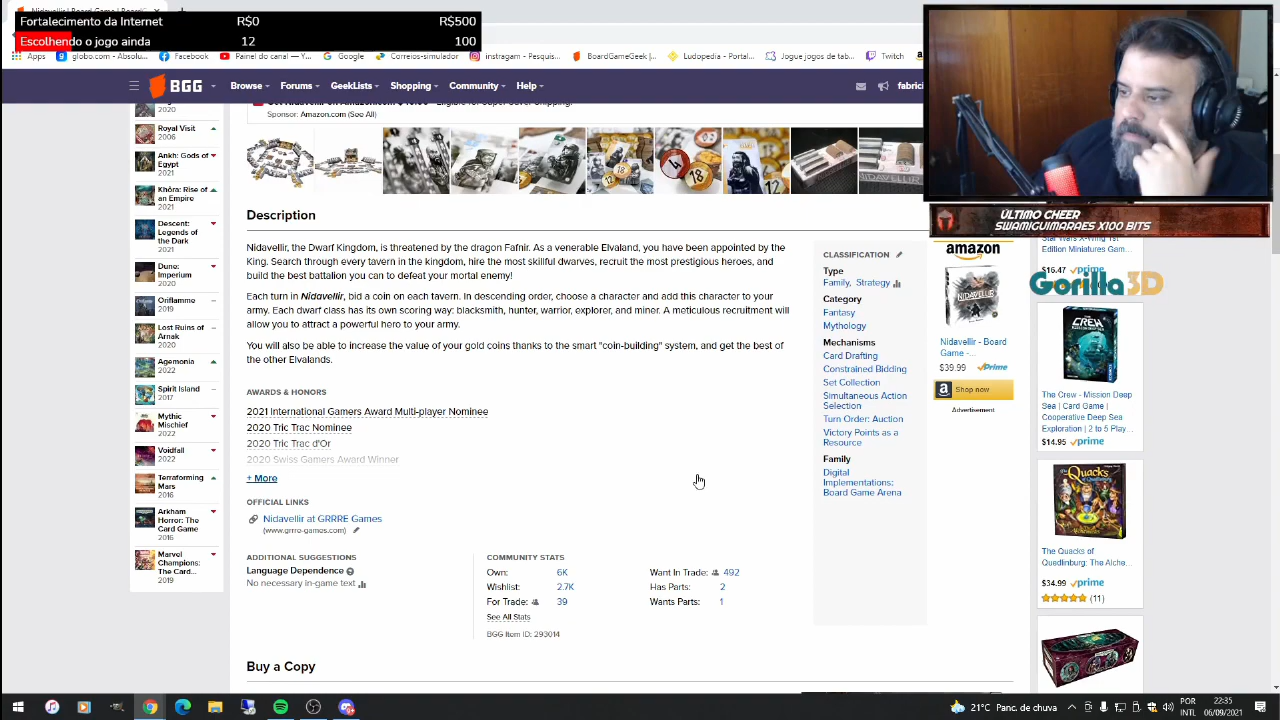 Fortalecimento da Internet R$0 R$500
Escolhendo o jogo ainda 12 100
Apps globo.com - Absolu... Facebook Painel do canal — Y... Google Correios-simulador instagram - Pesquis... BoardGameGeek |... Ludopedia - Portal... Jogue jogos de tab... Twitch
BGG Browse Forums GeekLists Shopping Community Help fabrici
2020
Royal Visit
2006
Ankh: Gods of
Egypt
2021
Khôra: Rise of
an Empire
2021
Descent:
Legends of
the Dark
2021
Dune:
Imperium
2020
Oriflamme
2019
Lost Ruins of
Arnak
2020
Agemonia
2022
Spirit Island
2017
Mythic
Mischief
2022
Voidfall
2022
Terraforming
Mars
2016
Arkham
Horror: The
Card Game
2016
Marvel
Champions:
The Card...
2019
Sponsor: Amazon.com (See All)
Description
Nidavellir, the Dwarf Kingdom, is threatened by the dragon Fafnir. As a venerable Elvaland, you have been appointed by the
King. Search through every tavern in the kingdom, hire the most skillful dwarves, recruit the most prestigious heroes, and
build the best battalion you can to defeat your mortal enemy!
Each turn in Nidavellir, bid a coin on each tavern. In descending order, choose a character and add this character to your
army. Each dwarf class has its own scoring way: blacksmith, hunter, warrior, explorer, and miner. A meticulous recruitment will
allow you to attract a powerful hero to your army.
You will also be able to increase the value of your gold coins thanks to the smart "coin-building" system, and get the best of
the other Elvalands.
AWARDS & HONORS
2021 International Gamers Award Multi-player Nominee
2020 Tric Trac Nominee
2020 Tric Trac d'Or
2020 Swiss Gamers Award Winner
+ More
OFFICIAL LINKS
Nidavellir at GRRRE Games
(www.grrre-games.com)
ADDITIONAL SUGGESTIONS
Language Dependence
No necessary in-game text
COMMUNITY STATS
Own: 6K Want In Trade: 492
Wishlist: 2.7K Has Parts: 2
For Trade: 39 Wants Parts: 1
See All Stats
BGG Item ID: 293014
Buy a Copy
CLASSIFICATION
Type
Family, Strategy
Category
Fantasy
Mythology
Mechanisms
Card Drafting
Constrained Bidding
Set Collection
Simultaneous Action
Selection
Turn Order: Auction
Victory Points as a
Resource
Family
Digital
Implementations:
Board Game Arena
ÚLTIMO CHEER
SWAMIGUIMARAES X100 BITS
amazon
NIDAVELLIR
Nidavellir - Board
Game -...
$39.99 prime
Shop now
Advertisement
Edition Miniatures Gam...
$16.47 prime
Gorilla3D
THE CREW
The Crew - Mission Deep
Sea | Card Game |
Cooperative Deep Sea
Exploration | 2 to 5 Play...
$14.95 prime
The Quacks of
Quedlinburg: The Alche...
$34.99 prime
(11)
21°C Panc. de chuva
POR
INTL
22:35
06/09/2021